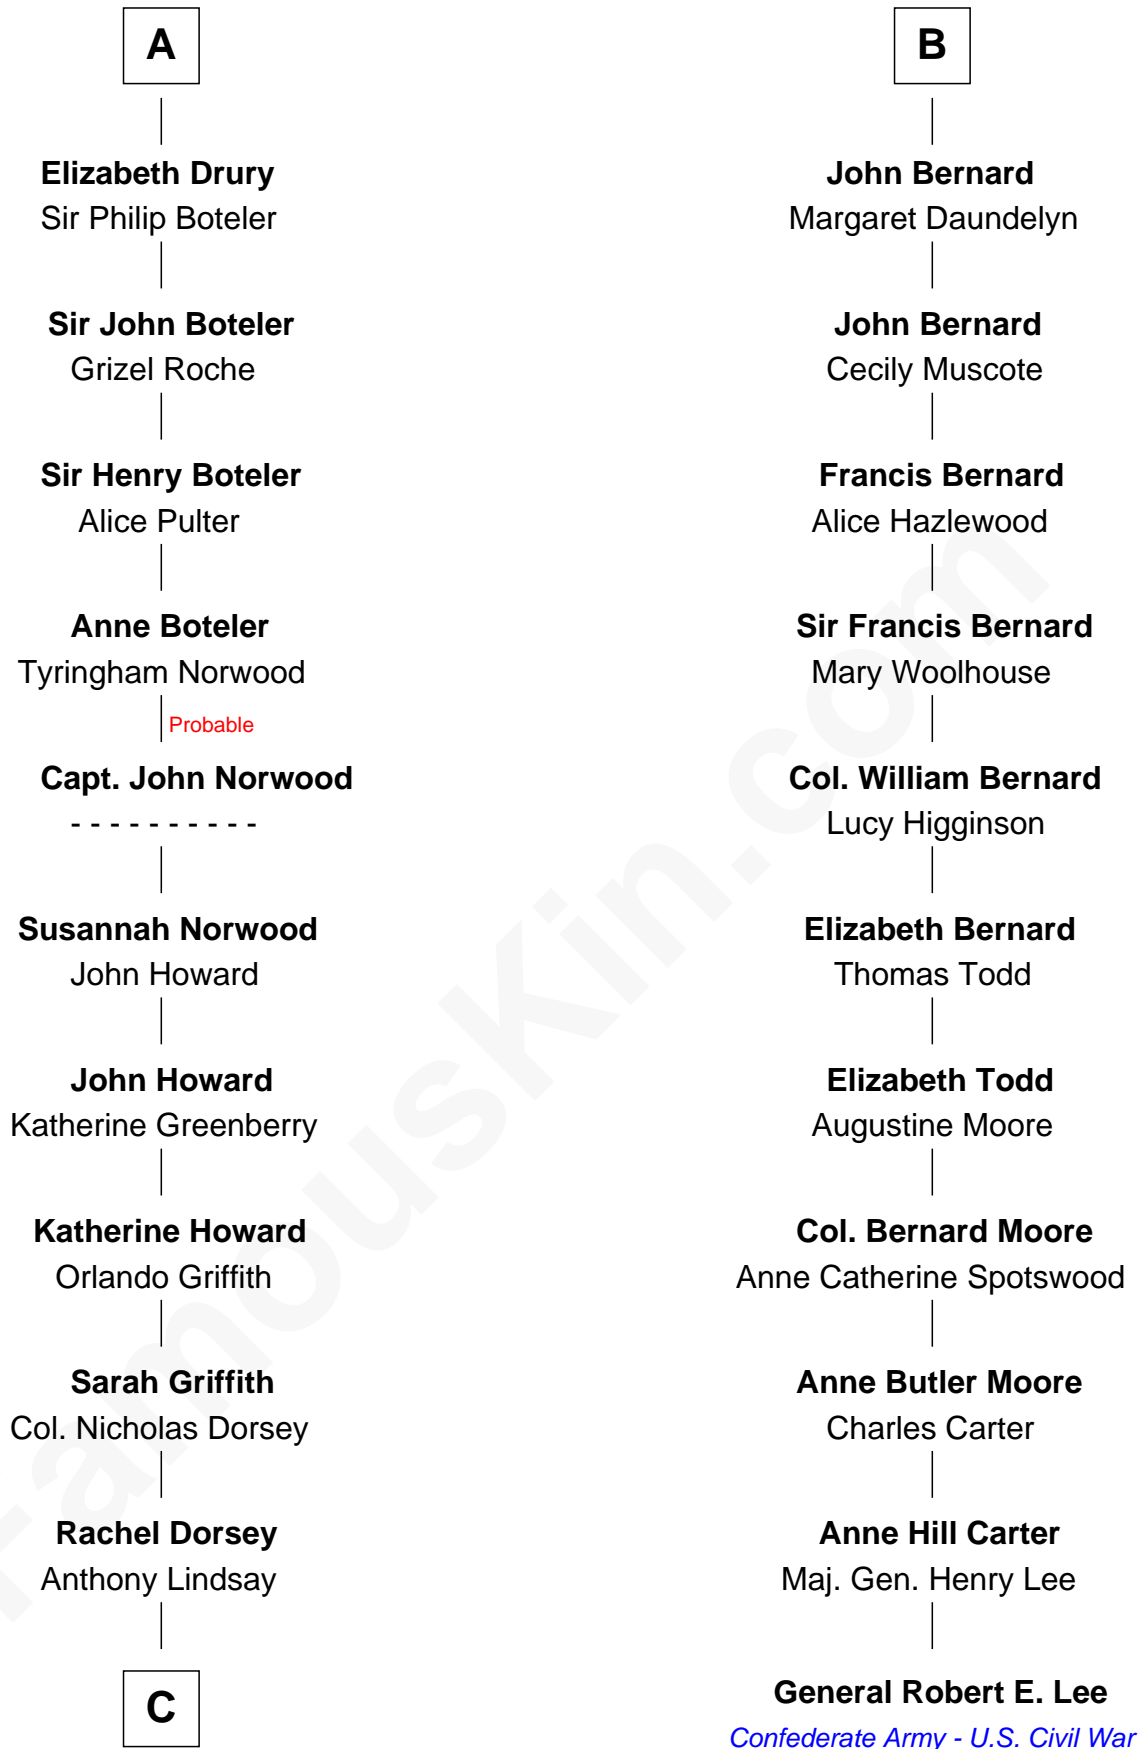 A
Elizabeth Drury
Sir Philip Boteler
Sir John Boteler
Grizel Roche
Sir Henry Boteler
Alice Pulter
Anne Boteler
Tyringham Norwood
Probable
Capt. John Norwood
- - - - - - - - - -
Susannah Norwood
John Howard
John Howard
Katherine Greenberry
Katherine Howard
Orlando Griffith
Sarah Griffith
Col. Nicholas Dorsey
Rachel Dorsey
Anthony Lindsay
C
B
John Bernard
Margaret Daundelyn
John Bernard
Cecily Muscote
Francis Bernard
Alice Hazlewood
Sir Francis Bernard
Mary Woolhouse
Col. William Bernard
Lucy Higginson
Elizabeth Bernard
Thomas Todd
Elizabeth Todd
Augustine Moore
Col. Bernard Moore
Anne Catherine Spotswood
Anne Butler Moore
Charles Carter
Anne Hill Carter
Maj. Gen. Henry Lee
General Robert E. Lee
Confederate Army - U.S. Civil War
FamousKin.com